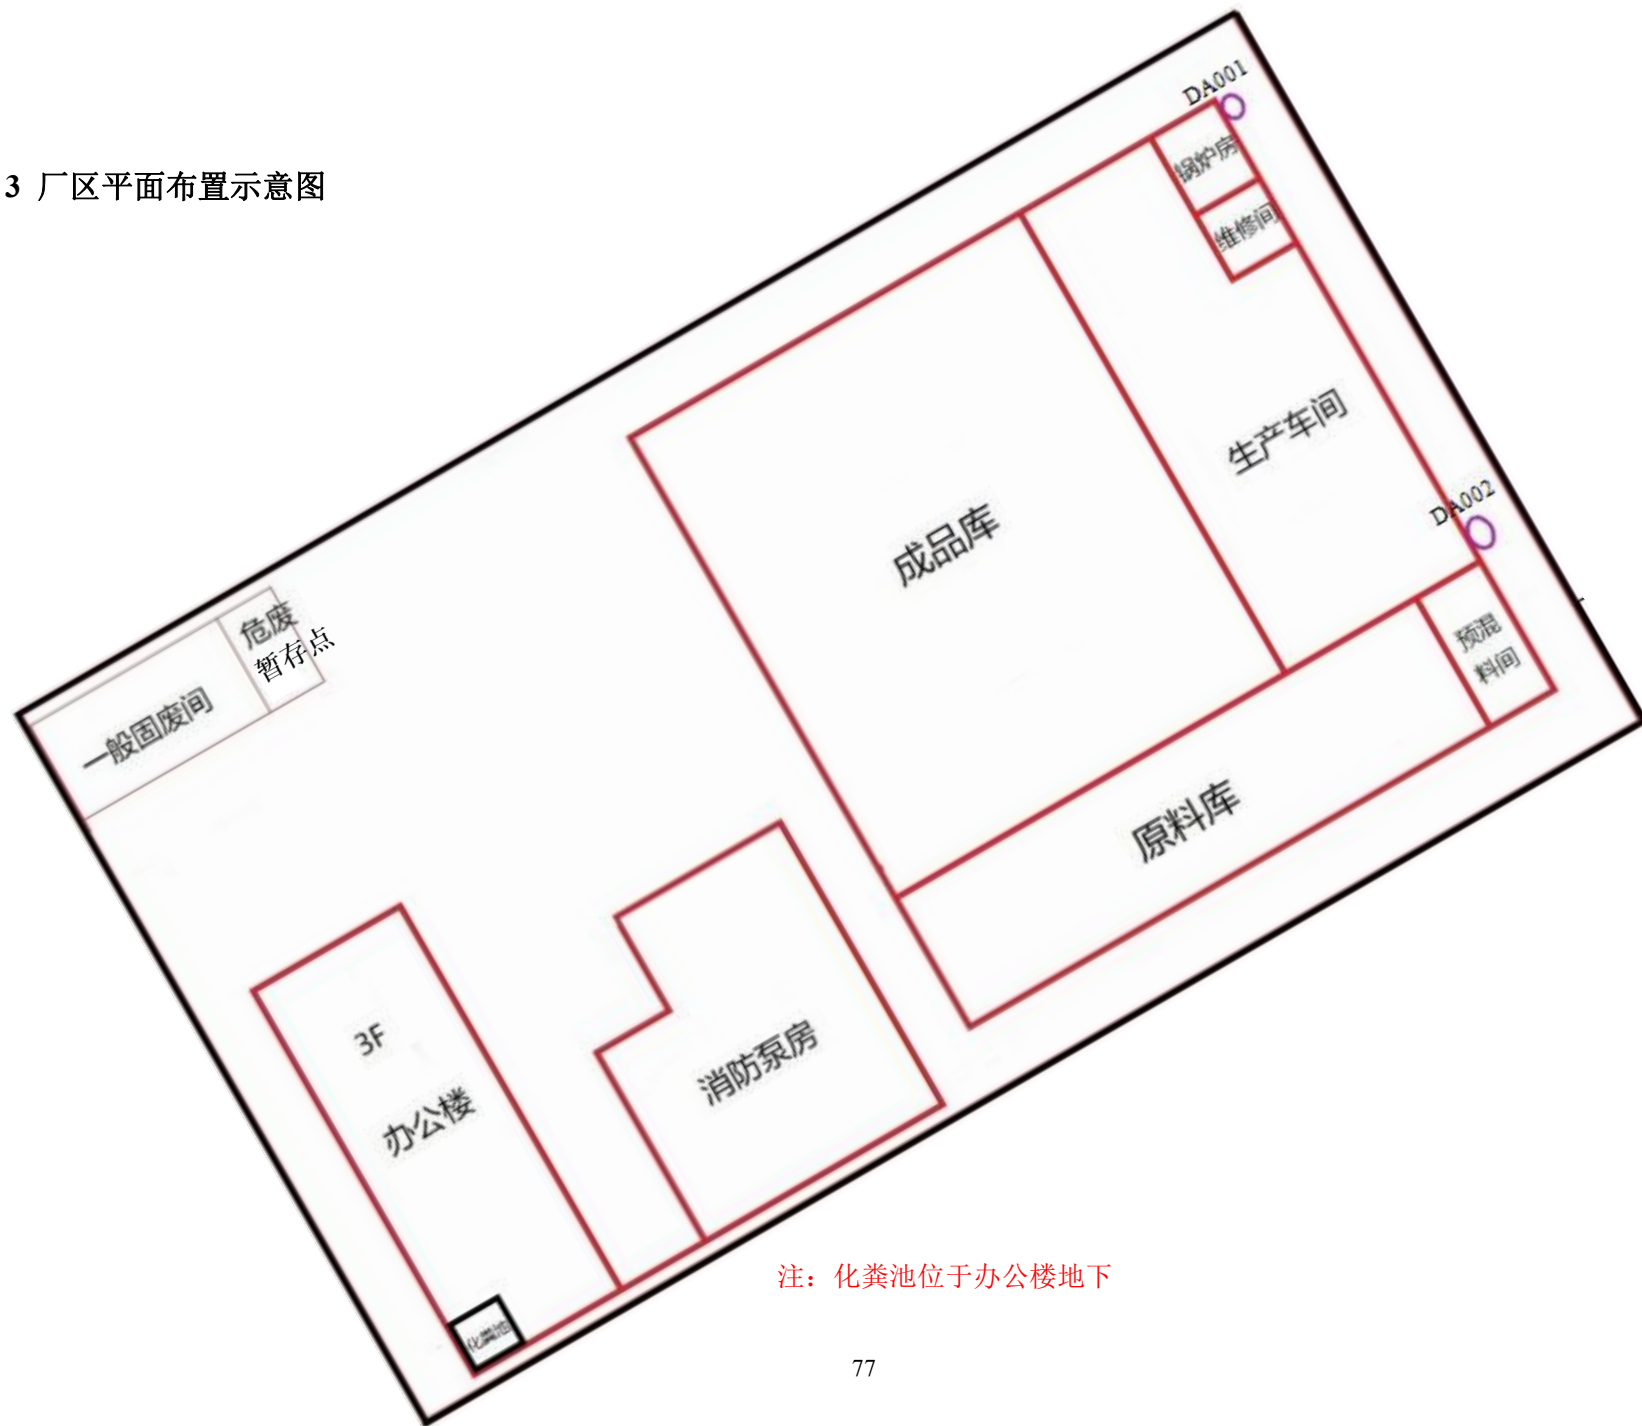 3 厂区平面布置示意图
DA001
锅炉房
维修间
生产车间
成品库
DA002
危废
暂存点
一般固废间
预混
料间
原料库
3F
办公楼
消防泵房
化粪池
注：化粪池位于办公楼地下
77